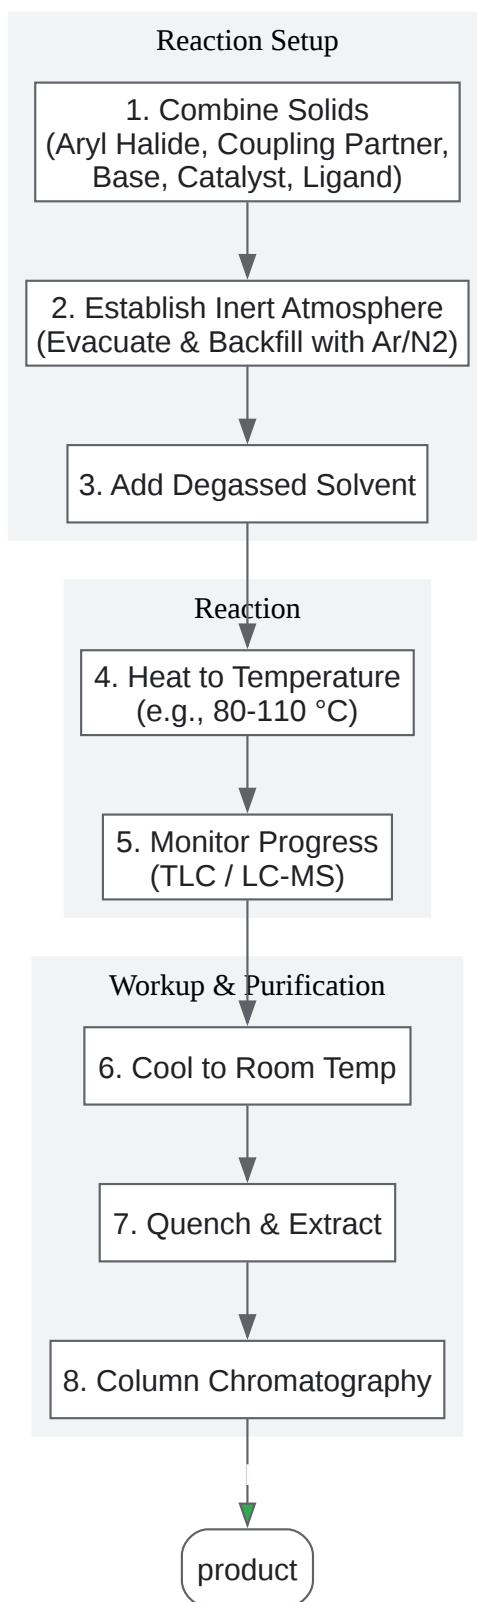 Reaction Setup
1. Combine Solids
(Aryl Halide, Coupling Partner,
Base, Catalyst, Ligand)
2. Establish Inert Atmosphere
(Evacuate & Backfill with Ar/N2)
3. Add Degassed Solvent
Reaction
4. Heat to Temperature
(e.g., 80-110 °C)
5. Monitor Progress
(TLC / LC-MS)
Workup & Purification
6. Cool to Room Temp
7. Quench & Extract
8. Column Chromatography
product